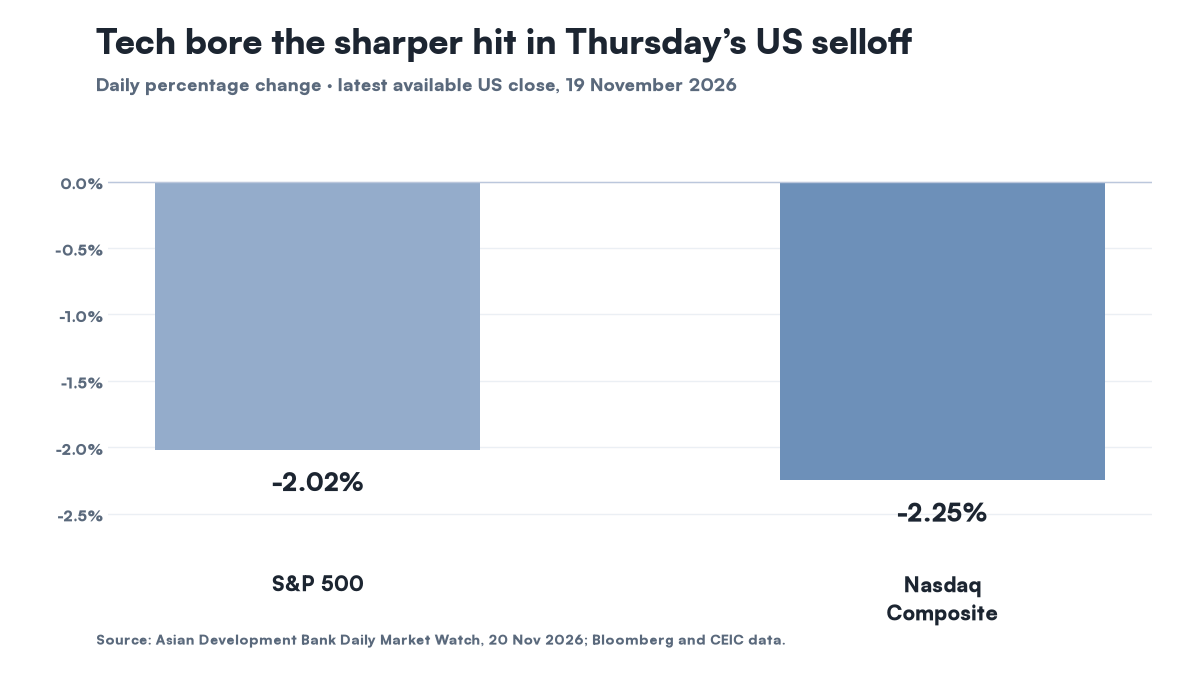 Tech bore the sharper hit in Thursday’s US selloff
Daily percentage change · latest available US close, 19 November 2026
0.0%
-0.5%
-1.0%
-1.5%
-2.0%
-2.5%
-2.02%
-2.25%
S&P 500
Nasdaq
Composite
Source: Asian Development Bank Daily Market Watch, 20 Nov 2026; Bloomberg and CEIC data.